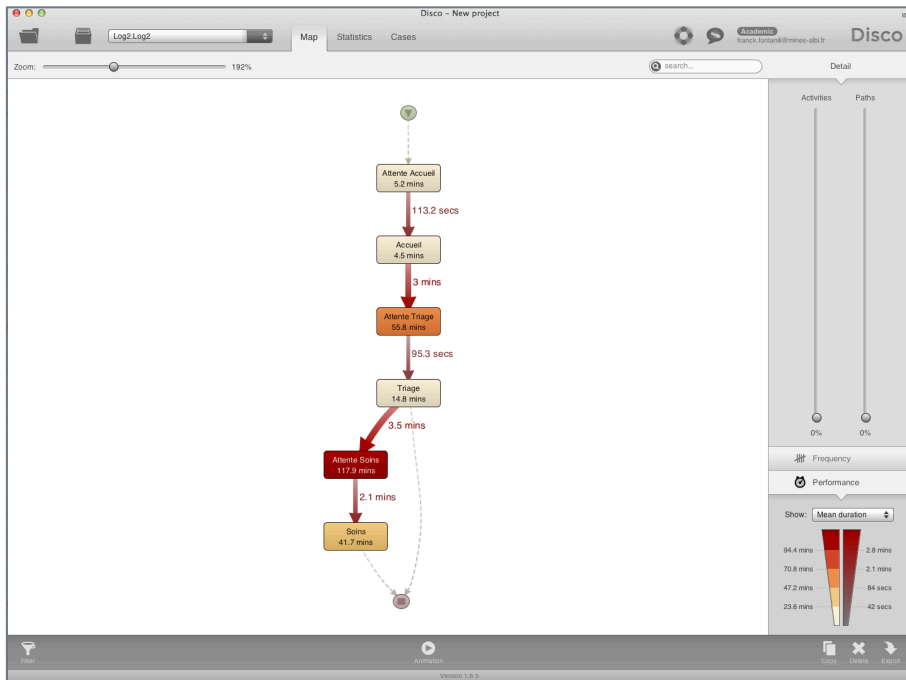 Disco - New project
Log2.Log2
Map
Statistics
Cases
Academic
franck.fontanili@mines-albi.fr
Disco
Zoom:
192%
search...
Detail
Activities
Paths
Attente Accueil
5.2 mins
113.2 secs
Accueil
4.5 mins
3 mins
Attente Triage
55.8 mins
95.3 secs
Triage
14.8 mins
3.5 mins
Attente Soins
117.9 mins
2.1 mins
Soins
41.7 mins
0%
0%
Frequency
Performance
Show:
Mean duration
94.4 mins
2.8 mins
70.8 mins
2.1 mins
47.2 mins
84 secs
23.6 mins
42 secs
Filter
Animation
Copy
Delete
Export
Version 1.6.5